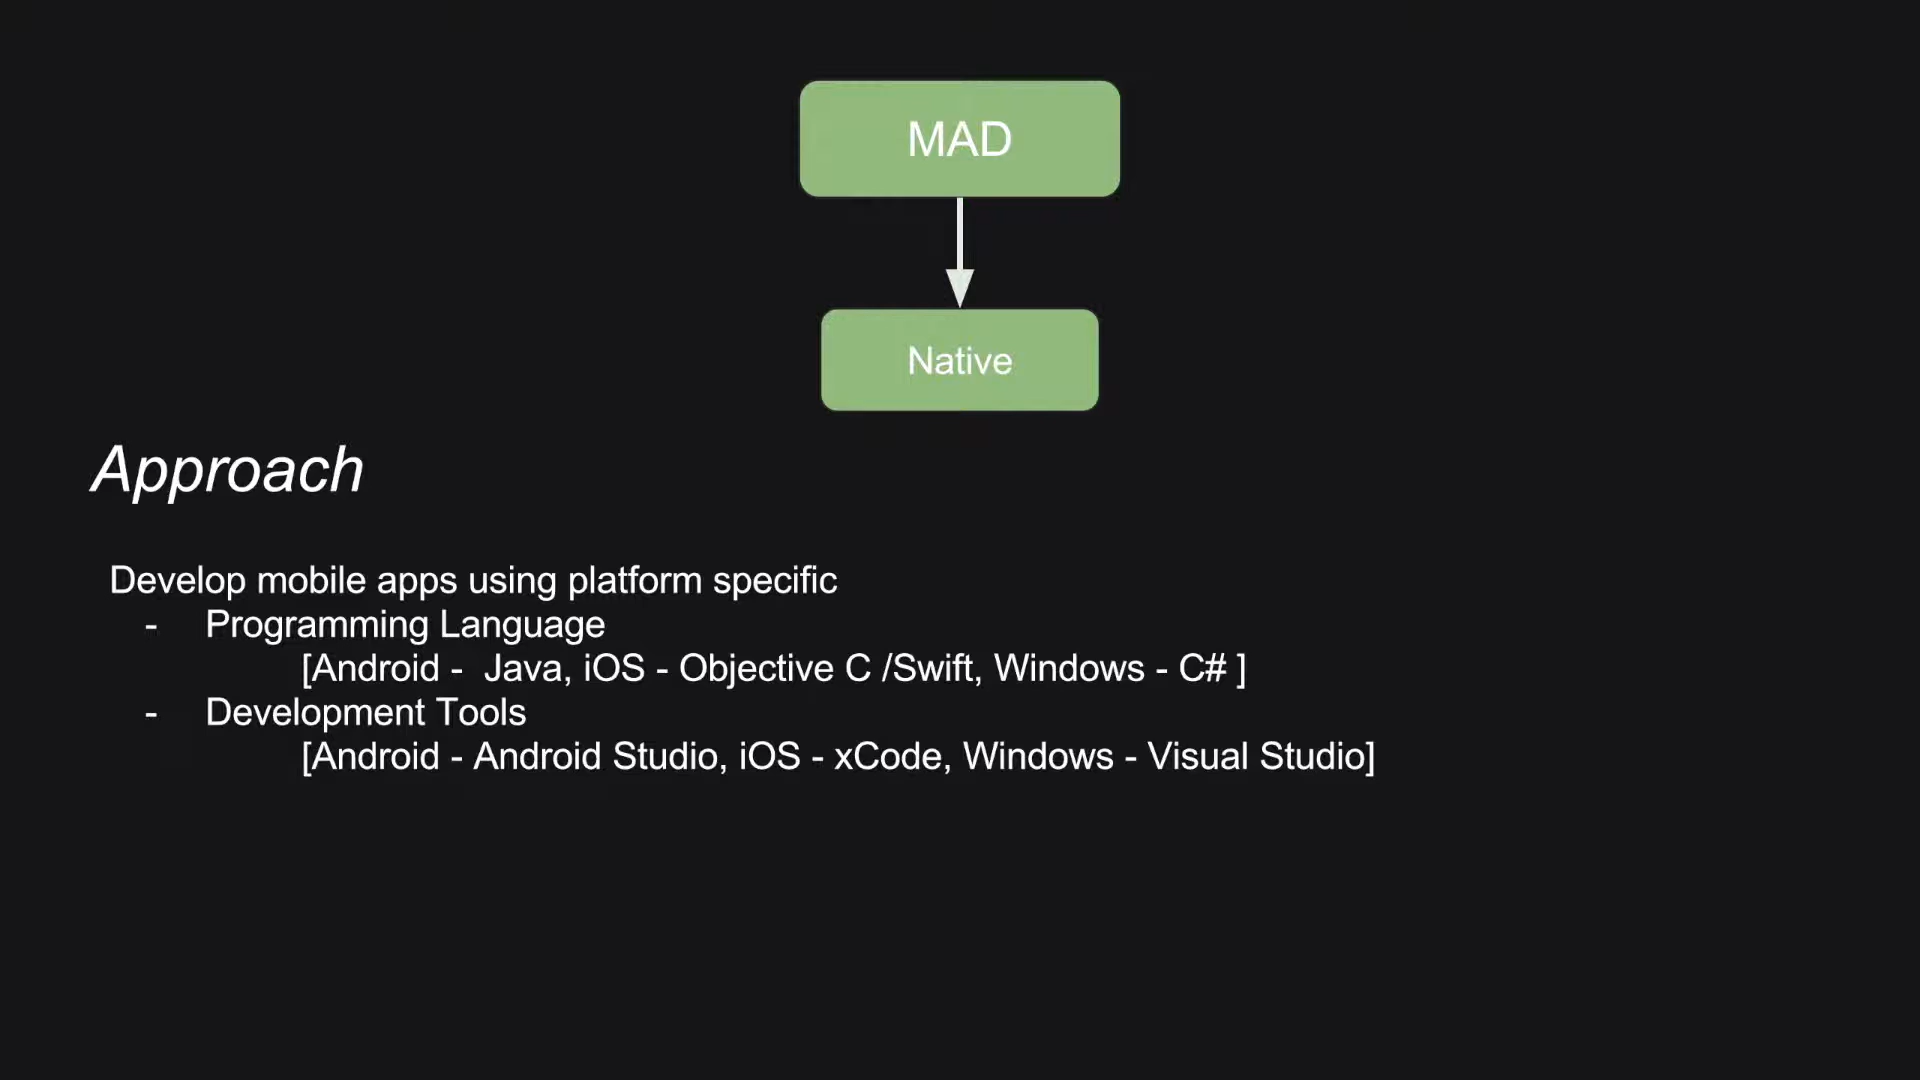 MAD
Native
Approach
Develop mobile apps using platform specific
- Programming Language
[Android - Java, iOS - Objective C /Swift, Windows - C# ]
- Development Tools
[Android - Android Studio, iOS - xCode, Windows - Visual Studio]